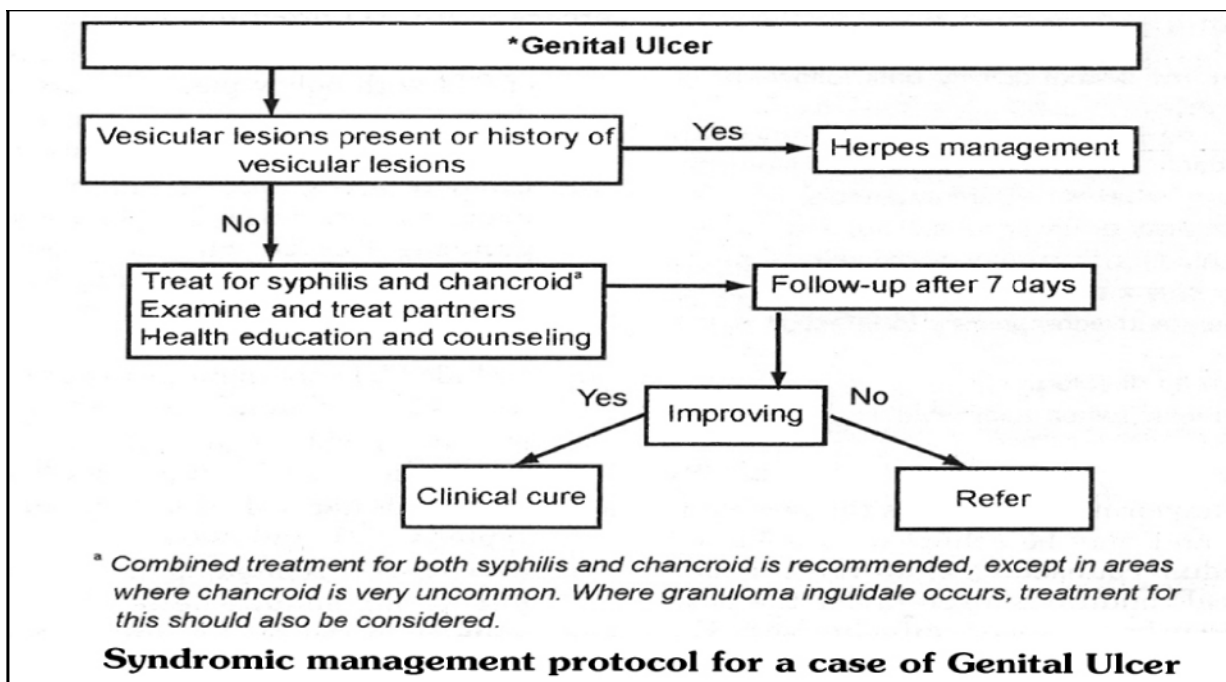 *Genital Ulcer
Vesicular lesions present or history of
vesicular lesions
Yes
Herpes management
No
Treat for syphilis and chancroidᵃ
Examine and treat partners
Health education and counseling
Follow-up after 7 days
Yes
Improving
No
Clinical cure
Refer
ᵃ Combined treatment for both syphilis and chancroid is recommended, except in areas
where chancroid is very uncommon. Where granuloma inguidale occurs, treatment for
this should also be considered.
Syndromic management protocol for a case of Genital Ulcer